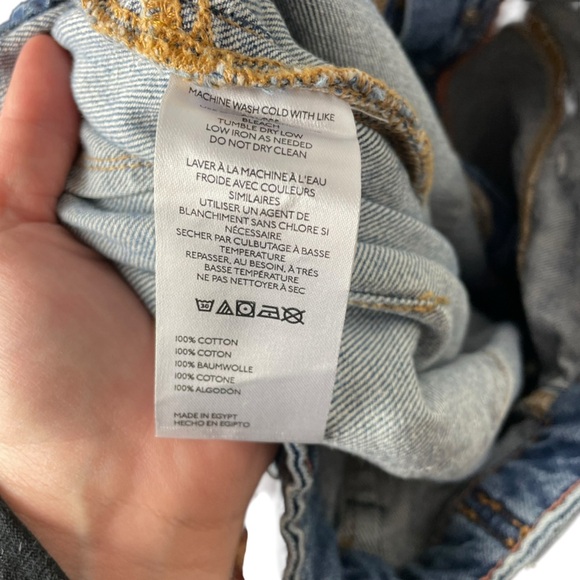 MACHINE WASH COLD WITH LIKE
BLEACH
TUMBLE DRY LOW
LOW IRON AS NEEDED
DO NOT DRY CLEAN
LAVER À LA MACHINE À L'EAU
FROIDE AVEC COULEURS
SIMILAIRES
UTILISER UN AGENT DE
BLANCHIMENT SANS CHLORE SI
NÉCESSAIRE
SECHER PAR CULBUTAGE À BASSE
TEMPERATURE
REPASSER, AU BESOIN, À TRÉS
BASSE TEMPÉRATURE
NE PAS NETTOYER À SEC
30
100% COTTON
100% COTON
100% BAUMWOLLE
100% COTONE
100% ALGODÓN
MADE IN EGYPT
HECHO EN EGIPTO